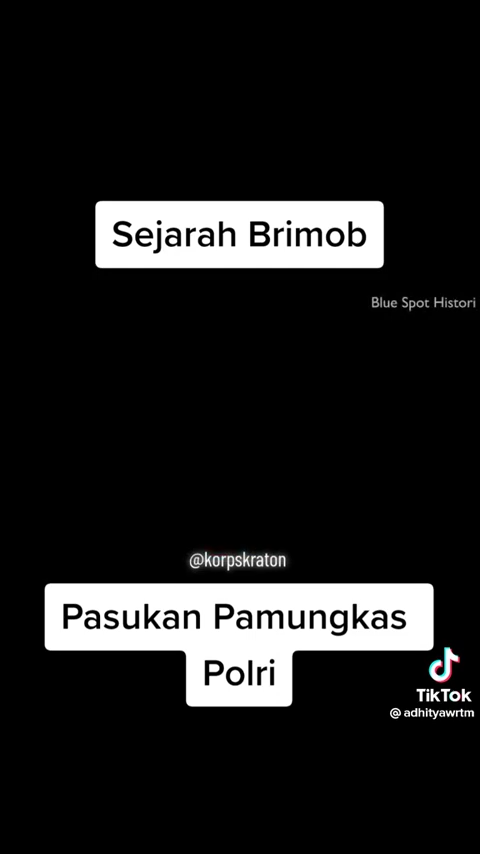 Sejarah Brimob
Blue Spot Histori
@korpskraton
Pasukan Pamungkas
Polri
TikTok
@ adhityawrtm